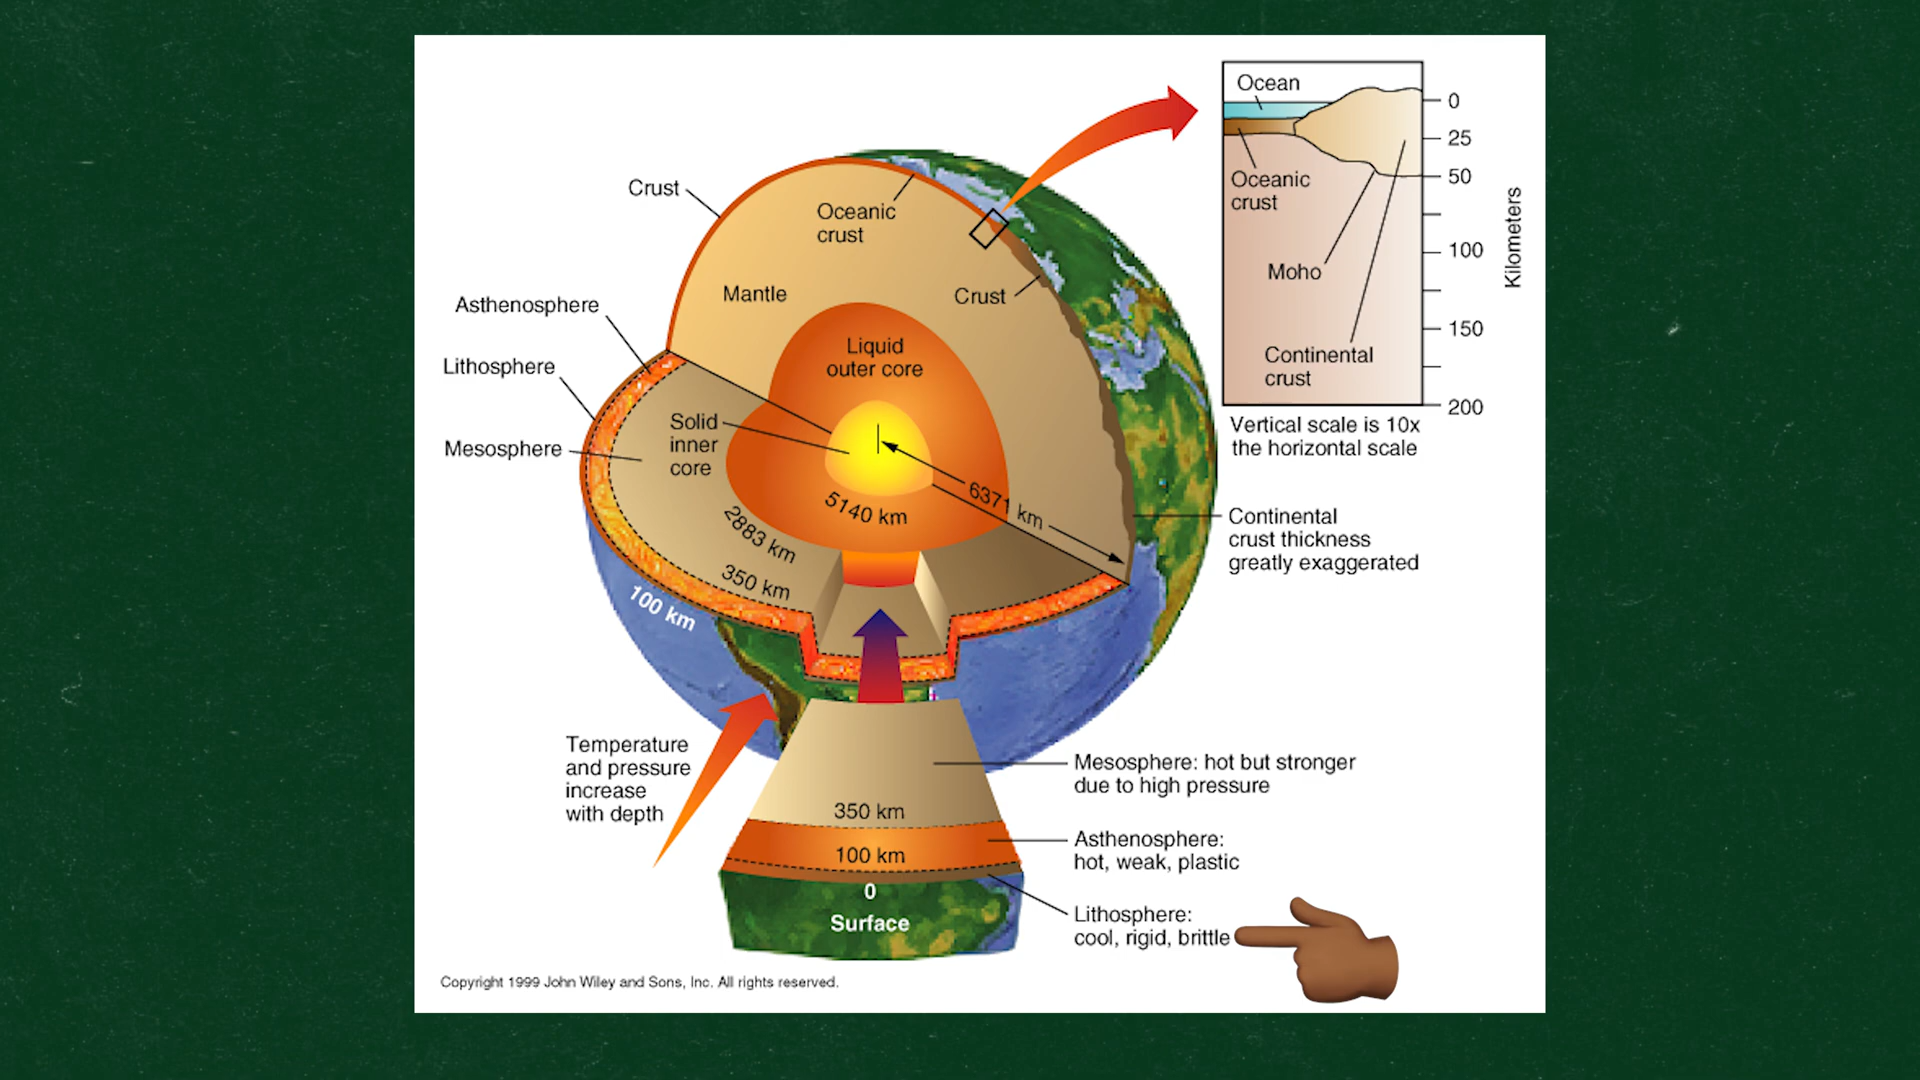 Ocean
0
25
50
100
150
200
Kilometers
Oceanic
crust
Moho
Continental
crust
Vertical scale is 10x
the horizontal scale
Crust
Oceanic
crust
Mantle
Crust
Asthenosphere
Lithosphere
Mesosphere
Liquid
outer core
Solid
inner
core
6371 km
5140 km
2883 km
350 km
100 km
Continental
crust thickness
greatly exaggerated
Temperature
and pressure
increase
with depth
Mesosphere: hot but stronger
due to high pressure
350 km
Asthenosphere:
hot, weak, plastic
100 km
0
Surface
Lithosphere:
cool, rigid, brittle
Copyright 1999 John Wiley and Sons, Inc. All rights reserved.